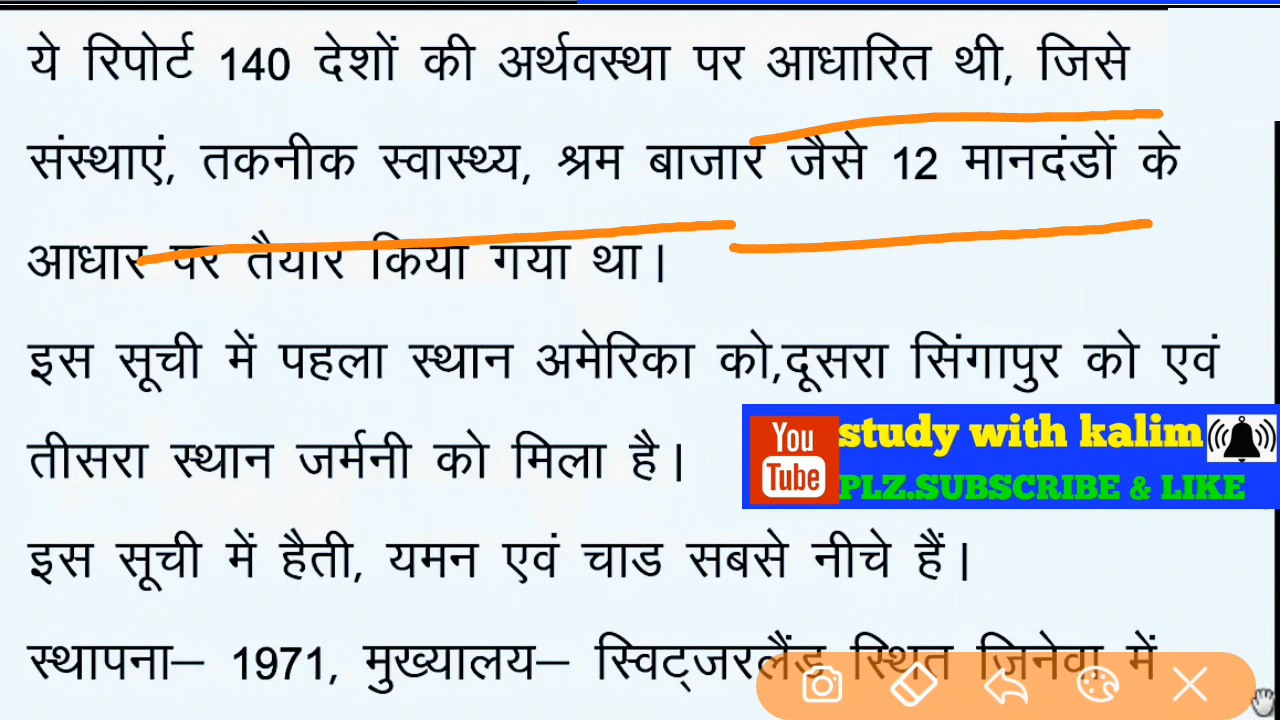 ये रिपोर्ट 140 देशों की अर्थवस्था पर आधारित थी, जिसे
संस्थाएं, तकनीक स्वास्थ्य, श्रम बाजार जैसे 12 मानदंडों के
आधार पर तैयार किया गया था।
इस सूची में पहला स्थान अमेरिका को,दूसरा सिंगापुर को एवं
तीसरा स्थान जर्मनी को मिला है।
You
Tube
study with kalim
PLZ.SUBSCRIBE & LIKE
इस सूची में हैती, यमन एवं चाड सबसे नीचे हैं।
स्थापना– 1971, मुख्यालय– स्विट्जरलैंड स्थित जिनेवा में